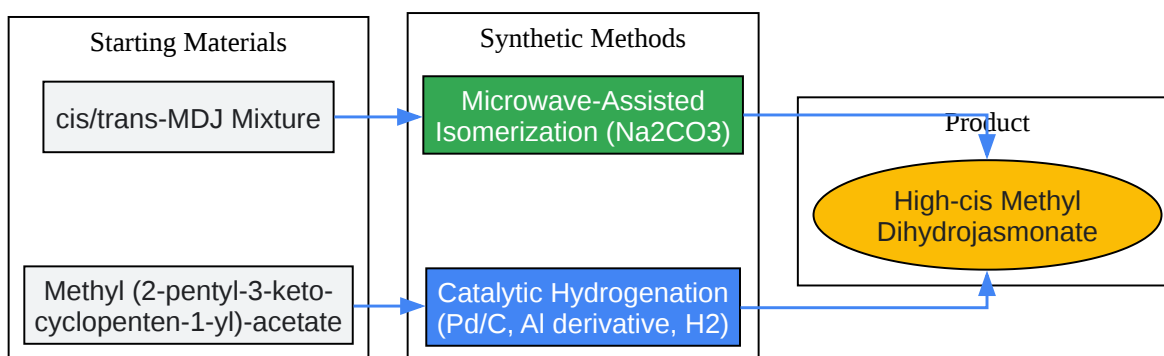 Starting Materials
cis/trans-MDJ Mixture
Methyl (2-pentyl-3-keto-
cyclopenten-1-yl)-acetate
Synthetic Methods
Microwave-Assisted
Isomerization (Na2CO3)
Catalytic Hydrogenation
(Pd/C, Al derivative, H2)
Product
High-cis Methyl
Dihydrojasmonate